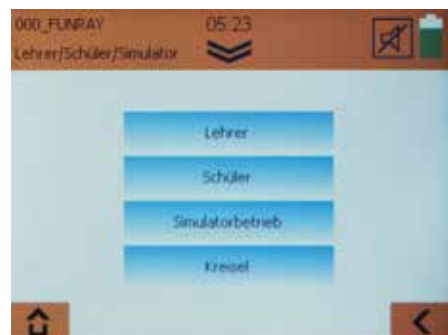 000_FUNRAY 05:23
Lehrer/Schüler/Simulator
Lehrer
Schüler
Simulatorbetrieb
Kreisel